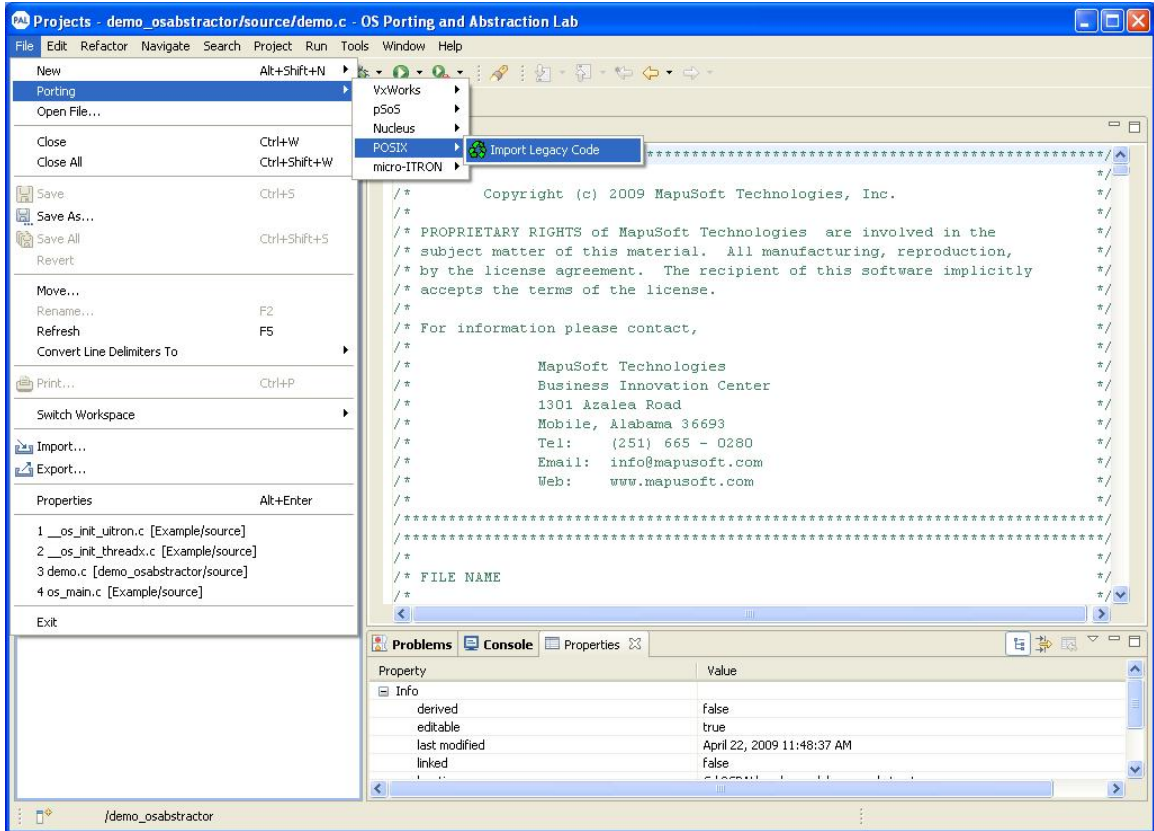 PAL Projects - demo_osabstractor/source/demo.c - OS Porting and Abstraction Lab
File Edit Refactor Navigate Search Project Run Tools Window Help
New Alt+Shift+N
Porting
Open File...
Close Ctrl+W
Close All Ctrl+Shift+W
Save Ctrl+S
Save As...
Save All Ctrl+Shift+S
Revert
Move...
Rename... F2
Refresh F5
Convert Line Delimiters To
Print... Ctrl+P
Switch Workspace
Import...
Export...
Properties Alt+Enter
1 __os_init_uitron.c [Example/source]
2 __os_init_threadx.c [Example/source]
3 demo.c [demo_osabstractor/source]
4 os_main.c [Example/source]
Exit
VxWorks
pSoS
Nucleus
POSIX
micro-ITRON
Import Legacy Code
*/
/* Copyright (c) 2009 MapuSoft Technologies, Inc. */
/* */
/* PROPRIETARY RIGHTS of MapuSoft Technologies are involved in the */
/* subject matter of this material. All manufacturing, reproduction, */
/* by the license agreement. The recipient of this software implicitly */
/* accepts the terms of the license. */
/* */
/* For information please contact, */
/* */
/* MapuSoft Technologies */
/* Business Innovation Center */
/* 1301 Azalea Road */
/* Mobile, Alabama 36693 */
/* Tel: (251) 665 - 0280 */
/* Email: info@mapusoft.com */
/* Web: www.mapusoft.com */
/* */
/****************************************************************************/
/****************************************************************************/
/* */
/* FILE NAME */
/* */
Problems Console Properties
Property Value
Info
derived false
editable true
last modified April 22, 2009 11:48:37 AM
linked false
/demo_osabstractor